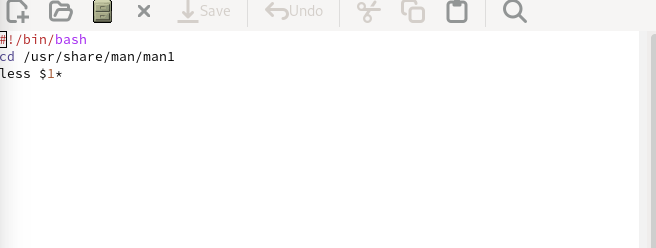 Save Undo
#!/bin/bash
cd /usr/share/man/man1
less $1*